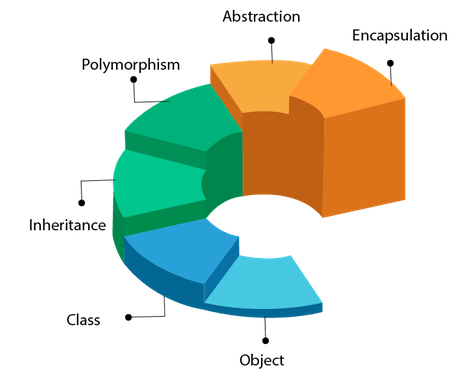 Abstraction
Encapsulation
Polymorphism
Inheritance
Class
Object